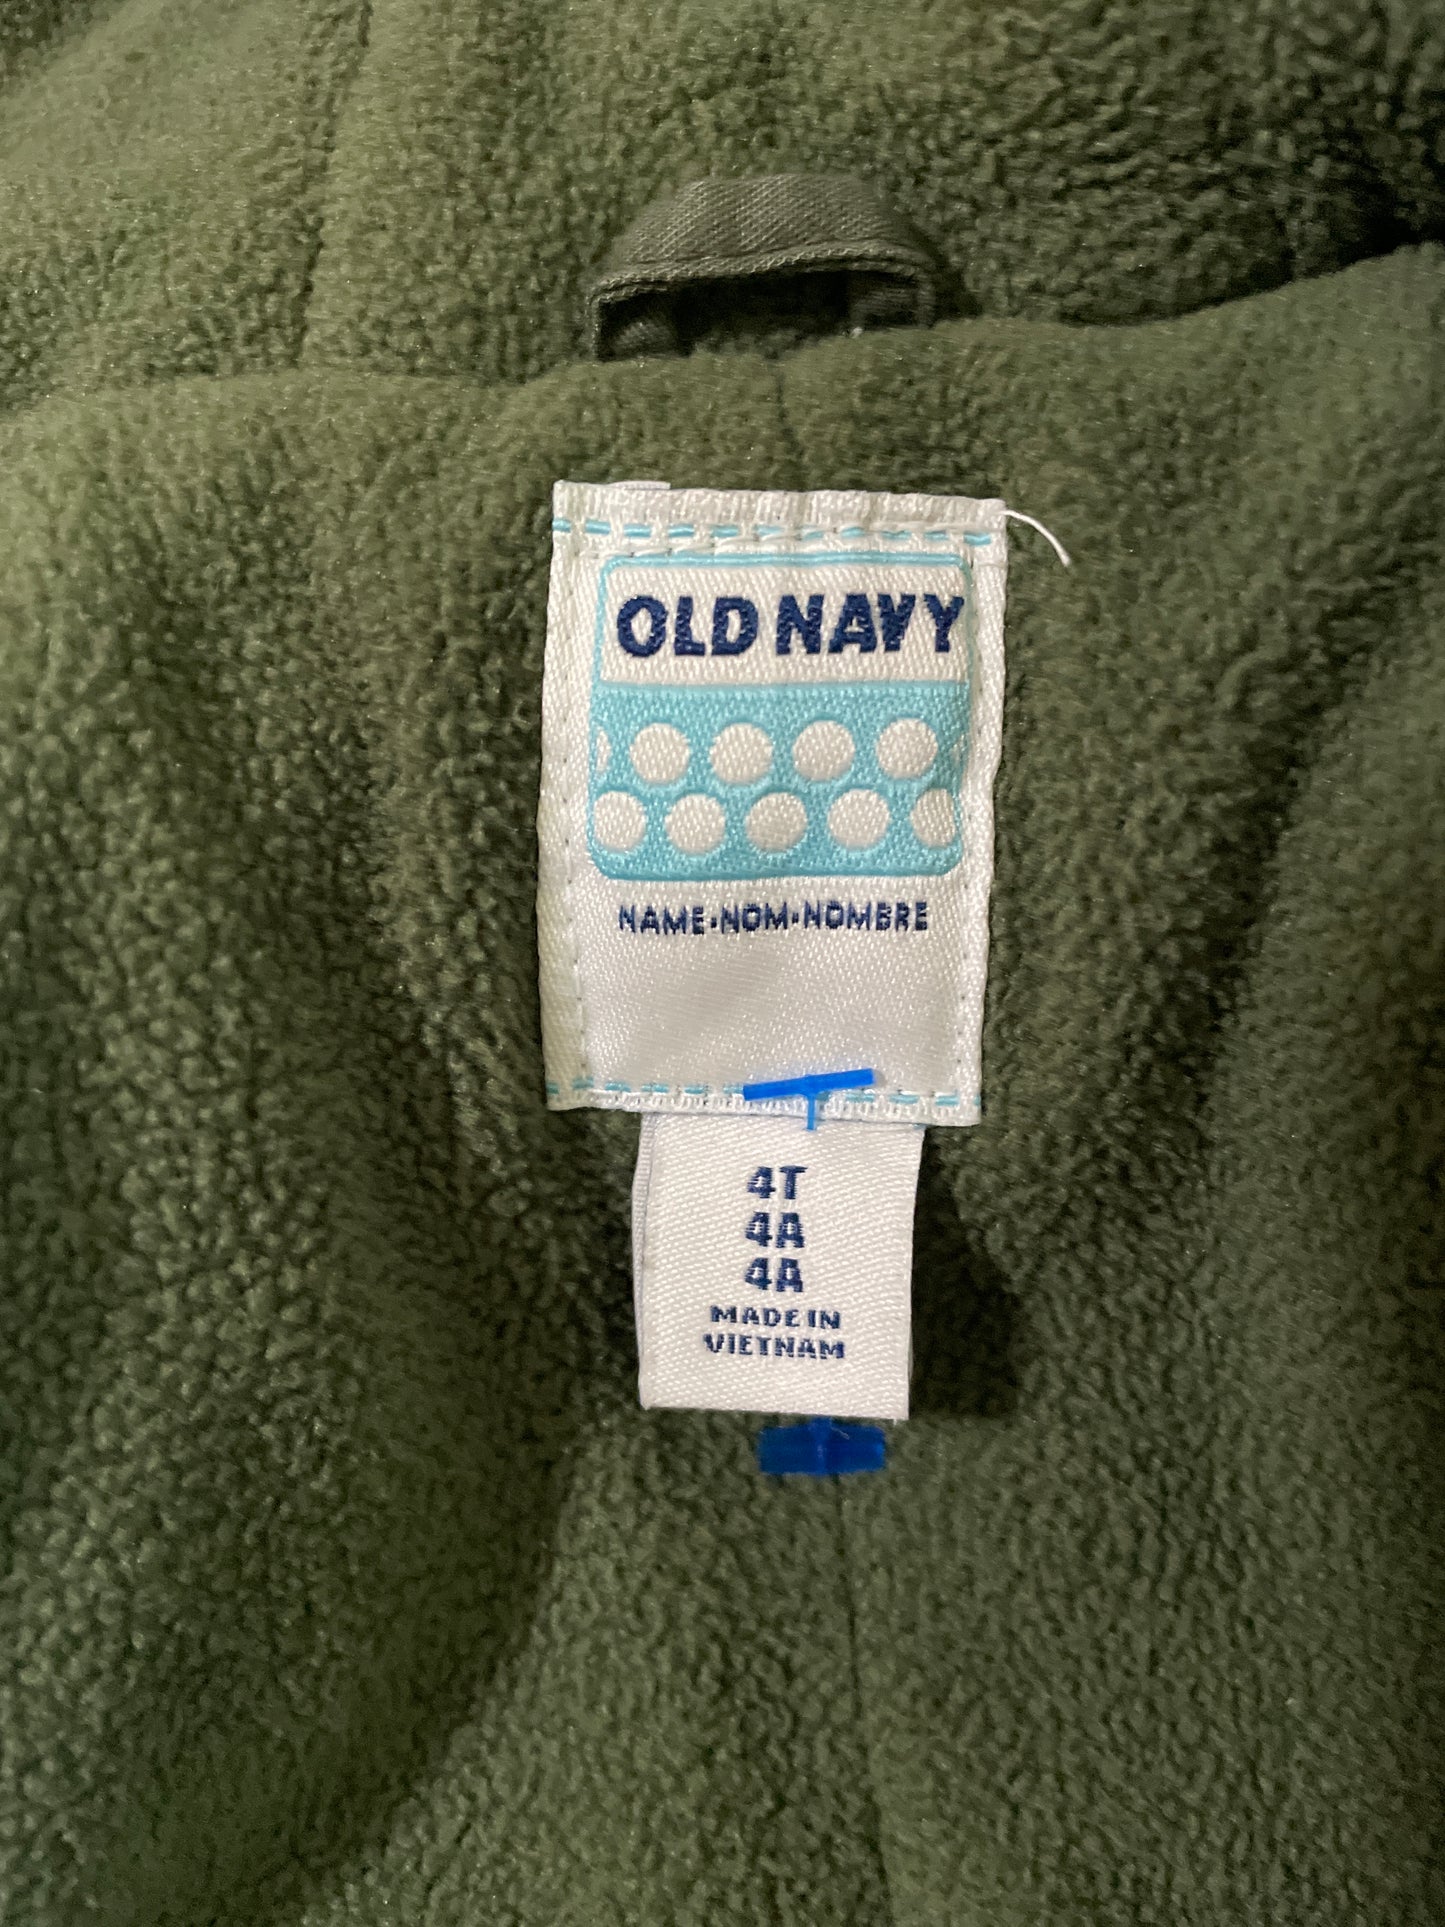 OLD NAVY
NAME•NOM•NOMBRE
4T
4A
4A
MADE IN
VIETNAM